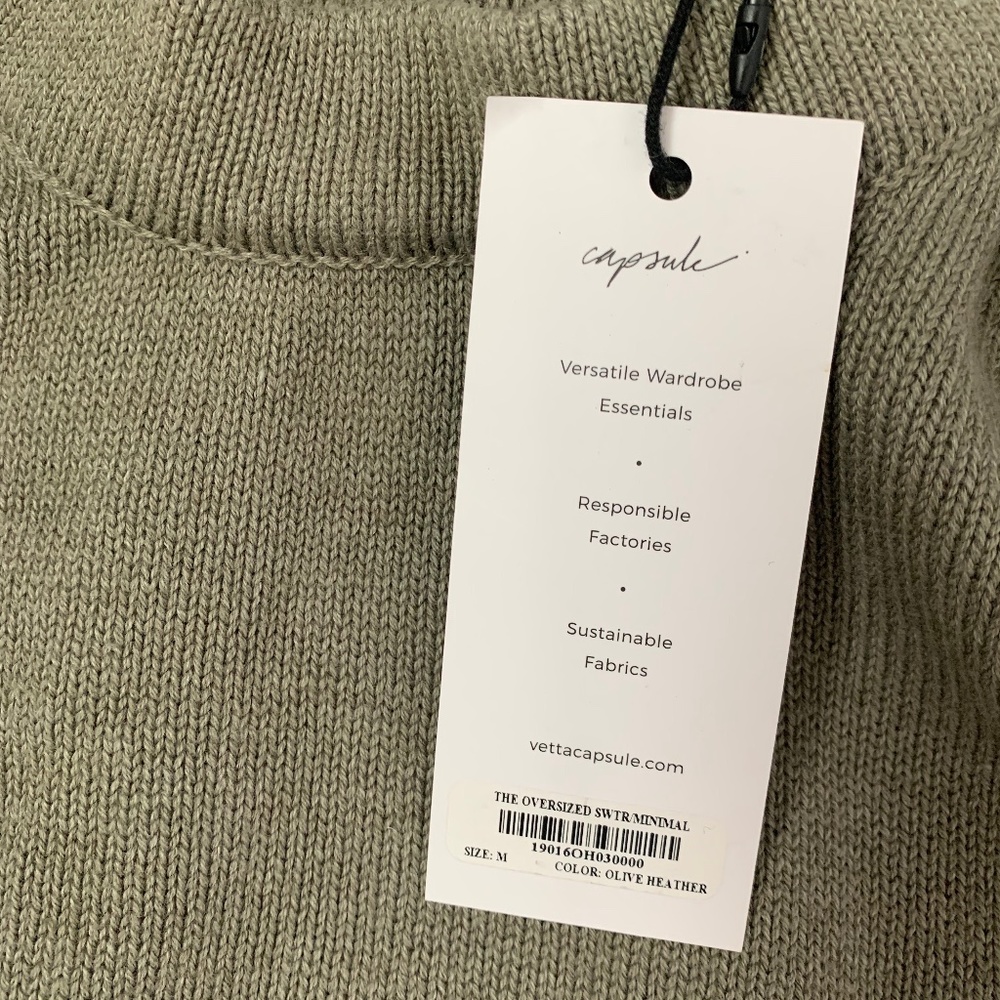 capsule
Versatile Wardrobe
Essentials
•
Responsible
Factories
•
Sustainable
Fabrics
vettacapsule.com
THE OVERSIZED SWTR/MINIMAL
19016OH030000
SIZE: M
COLOR: OLIVE HEATHER